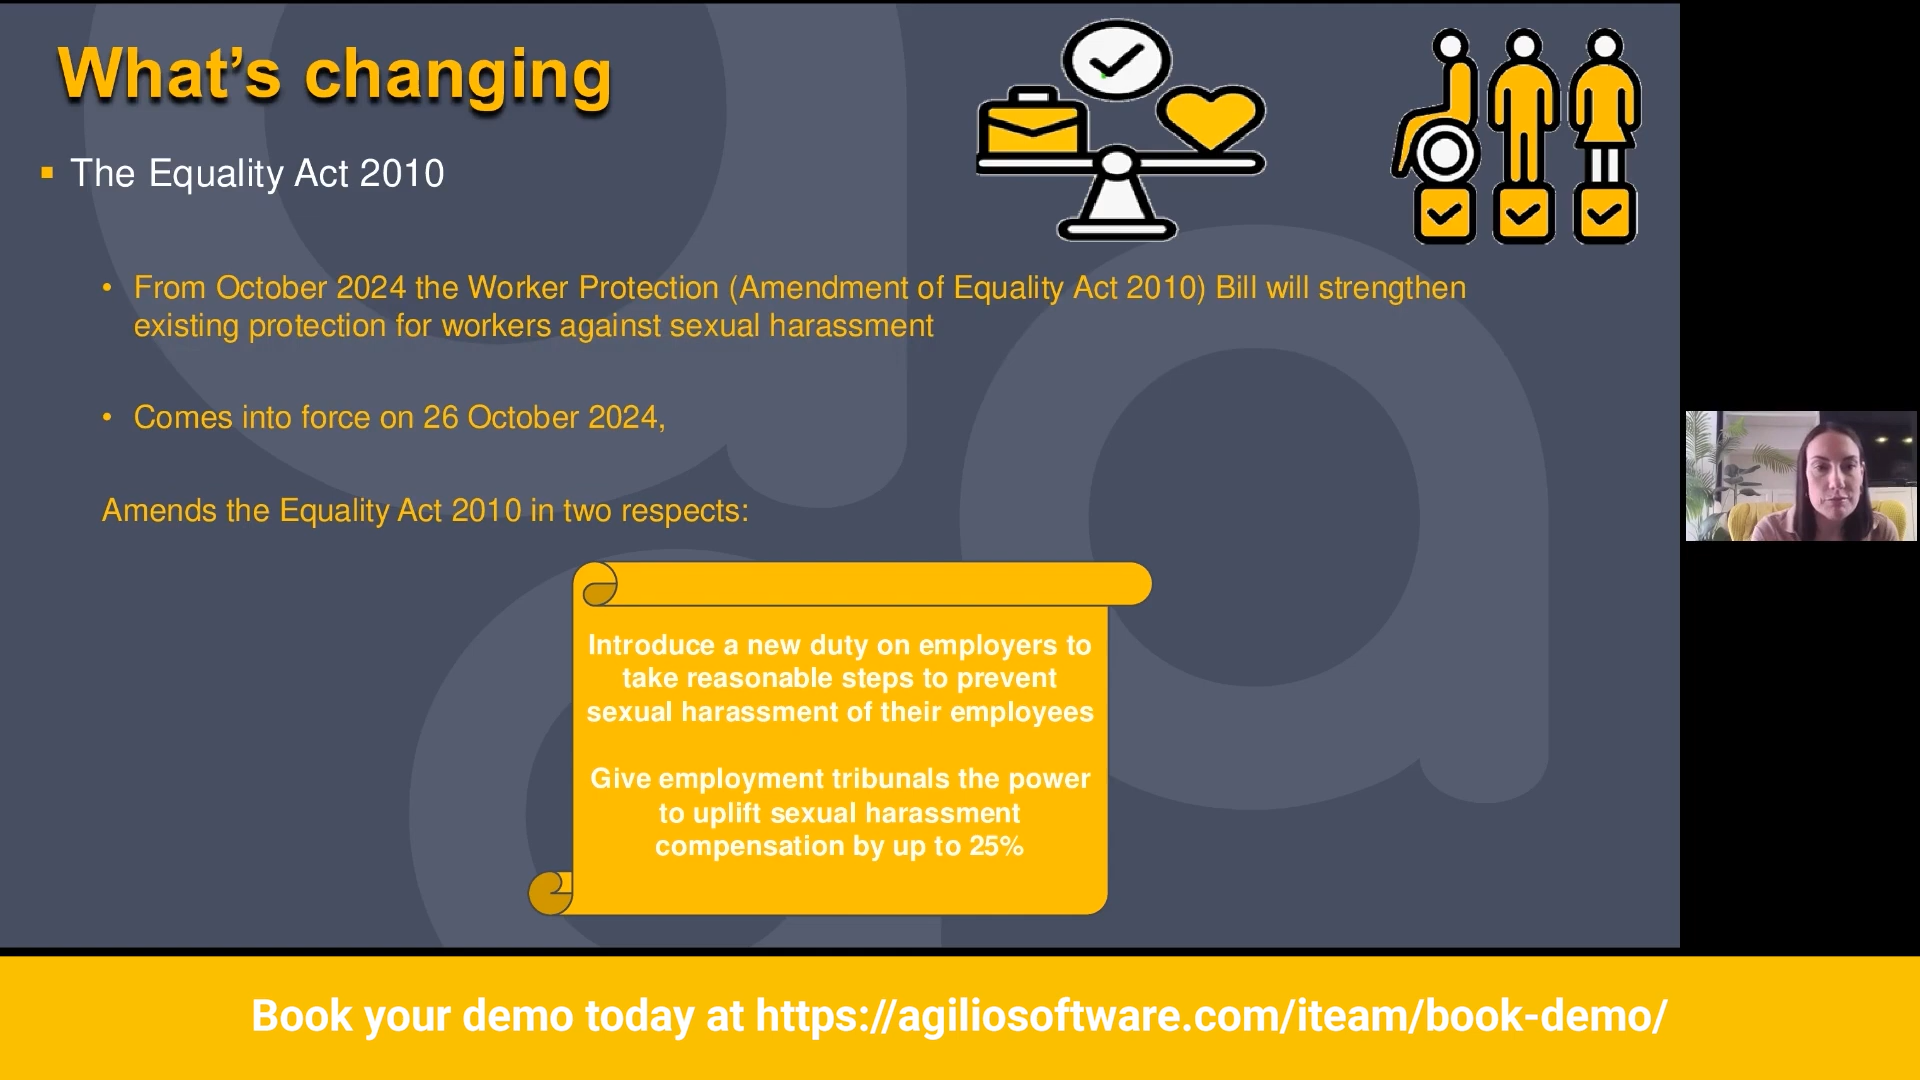 What’s changing
▪ The Equality Act 2010
• From October 2024 the Worker Protection (Amendment of Equality Act 2010) Bill will strengthen
existing protection for workers against sexual harassment
• Comes into force on 26 October 2024,
Amends the Equality Act 2010 in two respects:
Introduce a new duty on employers to
take reasonable steps to prevent
sexual harassment of their employees
Give employment tribunals the power
to uplift sexual harassment
compensation by up to 25%
Book your demo today at https://agiliosoftware.com/iteam/book-demo/